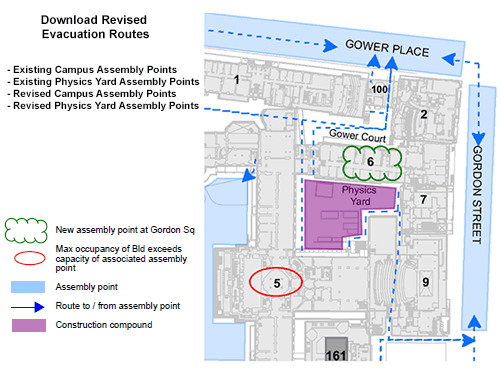 Download Revised
Evacuation Routes
- Existing Campus Assembly Points
- Existing Physics Yard Assembly Points
- Revised Campus Assembly Points
- Revised Physics Yard Assembly Points
GOWER PLACE
1
100
2
Gower Court
6
GORDON STREET
Physics
Yard
7
5
9
161
New assembly point at Gordon Sq
Max occupancy of Bld exceeds
capacity of associated assembly
point
Assembly point
Route to / from assembly point
Construction compound